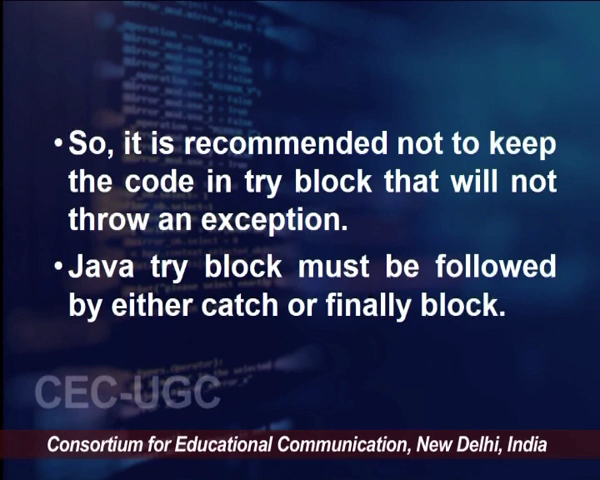 •So, it is recommended not to keep
the code in try block that will not
throw an exception.
•Java try block must be followed
by either catch or finally block.
CEC-UGC
Consortium for Educational Communication, New Delhi, India